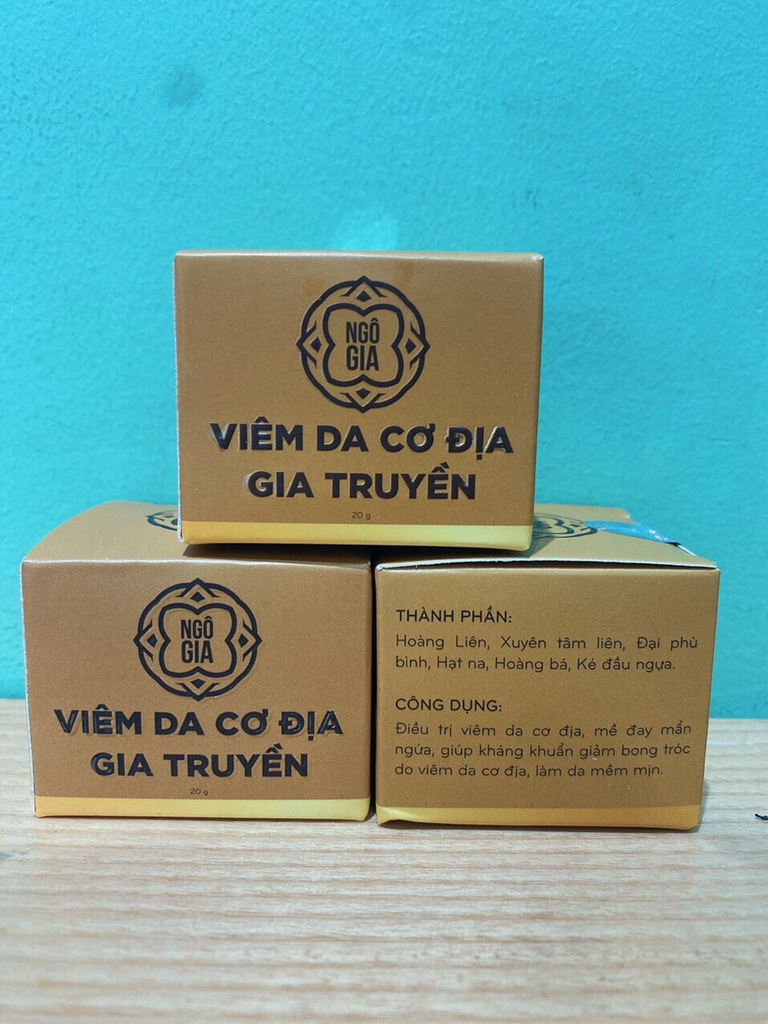 NGÔ
GIA
VIÊM DA CƠ ĐỊA
GIA TRUYỀN
20 g
NGÔ
GIA
VIÊM DA CƠ ĐỊA
GIA TRUYỀN
20 g
THÀNH PHẦN:
Hoàng Liên, Xuyên tâm liên, Đại phù
bình, Hạt na, Hoàng bá, Ké đầu ngựa.
CÔNG DỤNG:
Điều trị viêm da cơ địa, mề đay mẩn
ngứa, giúp kháng khuẩn giảm bong tróc
do viêm da cơ địa, làm da mềm mịn.